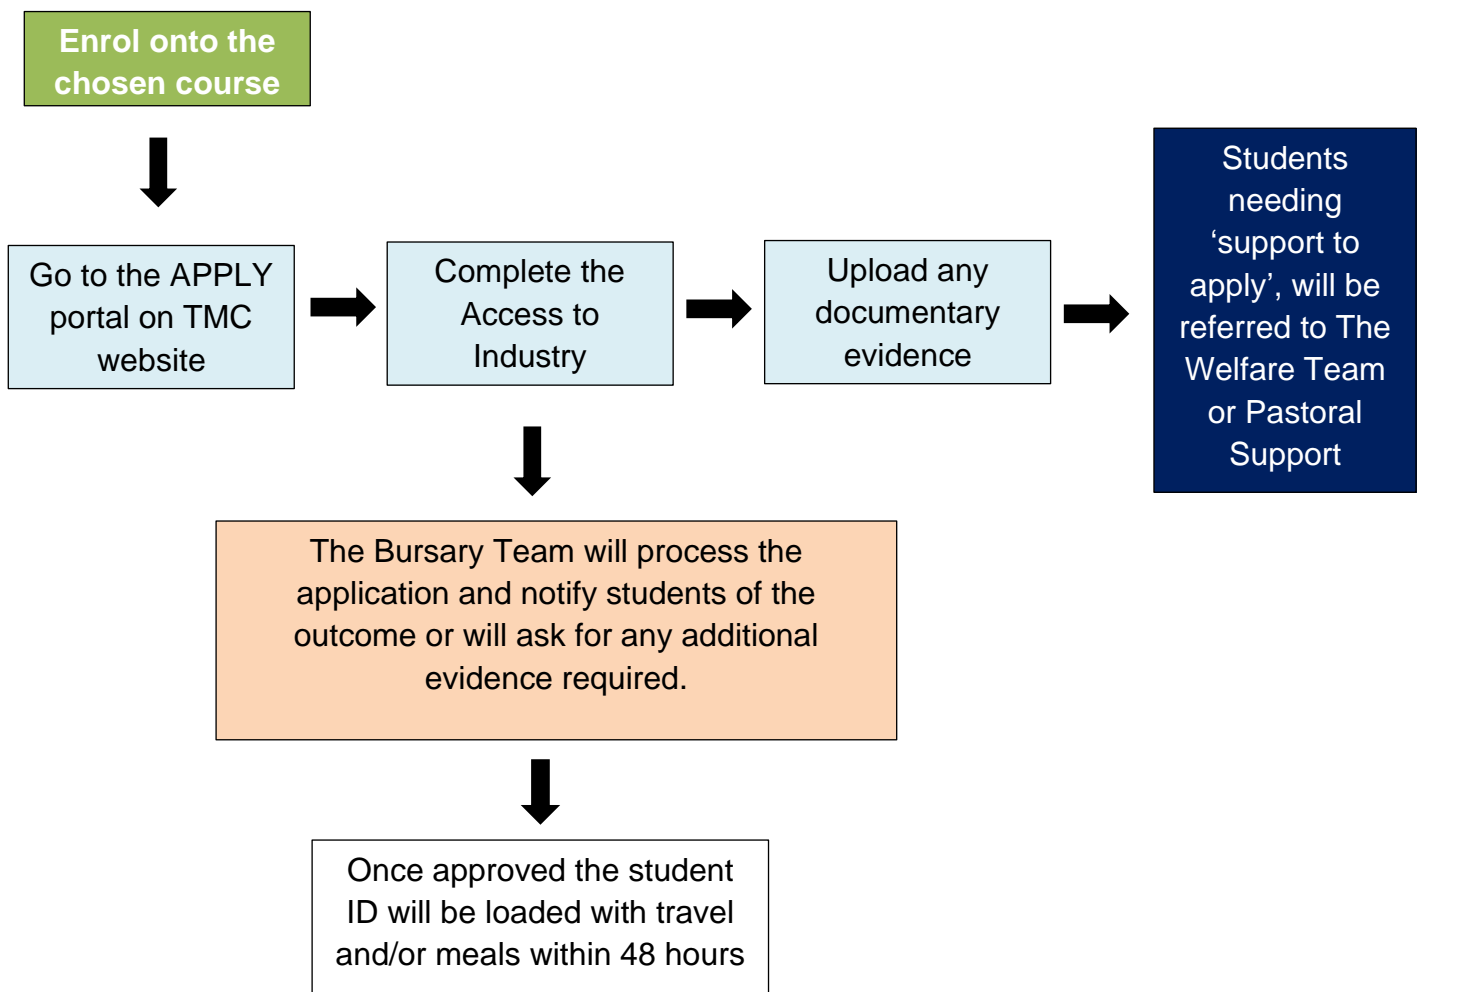 Enrol onto the
chosen course
Go to the APPLY
portal on TMC
website
Complete the
Access to
Industry
Upload any
documentary
evidence
Students
needing
‘support to
apply’, will be
referred to The
Welfare Team
or Pastoral
Support
The Bursary Team will process the
application and notify students of the
outcome or will ask for any additional
evidence required.
Once approved the student
ID will be loaded with travel
and/or meals within 48 hours